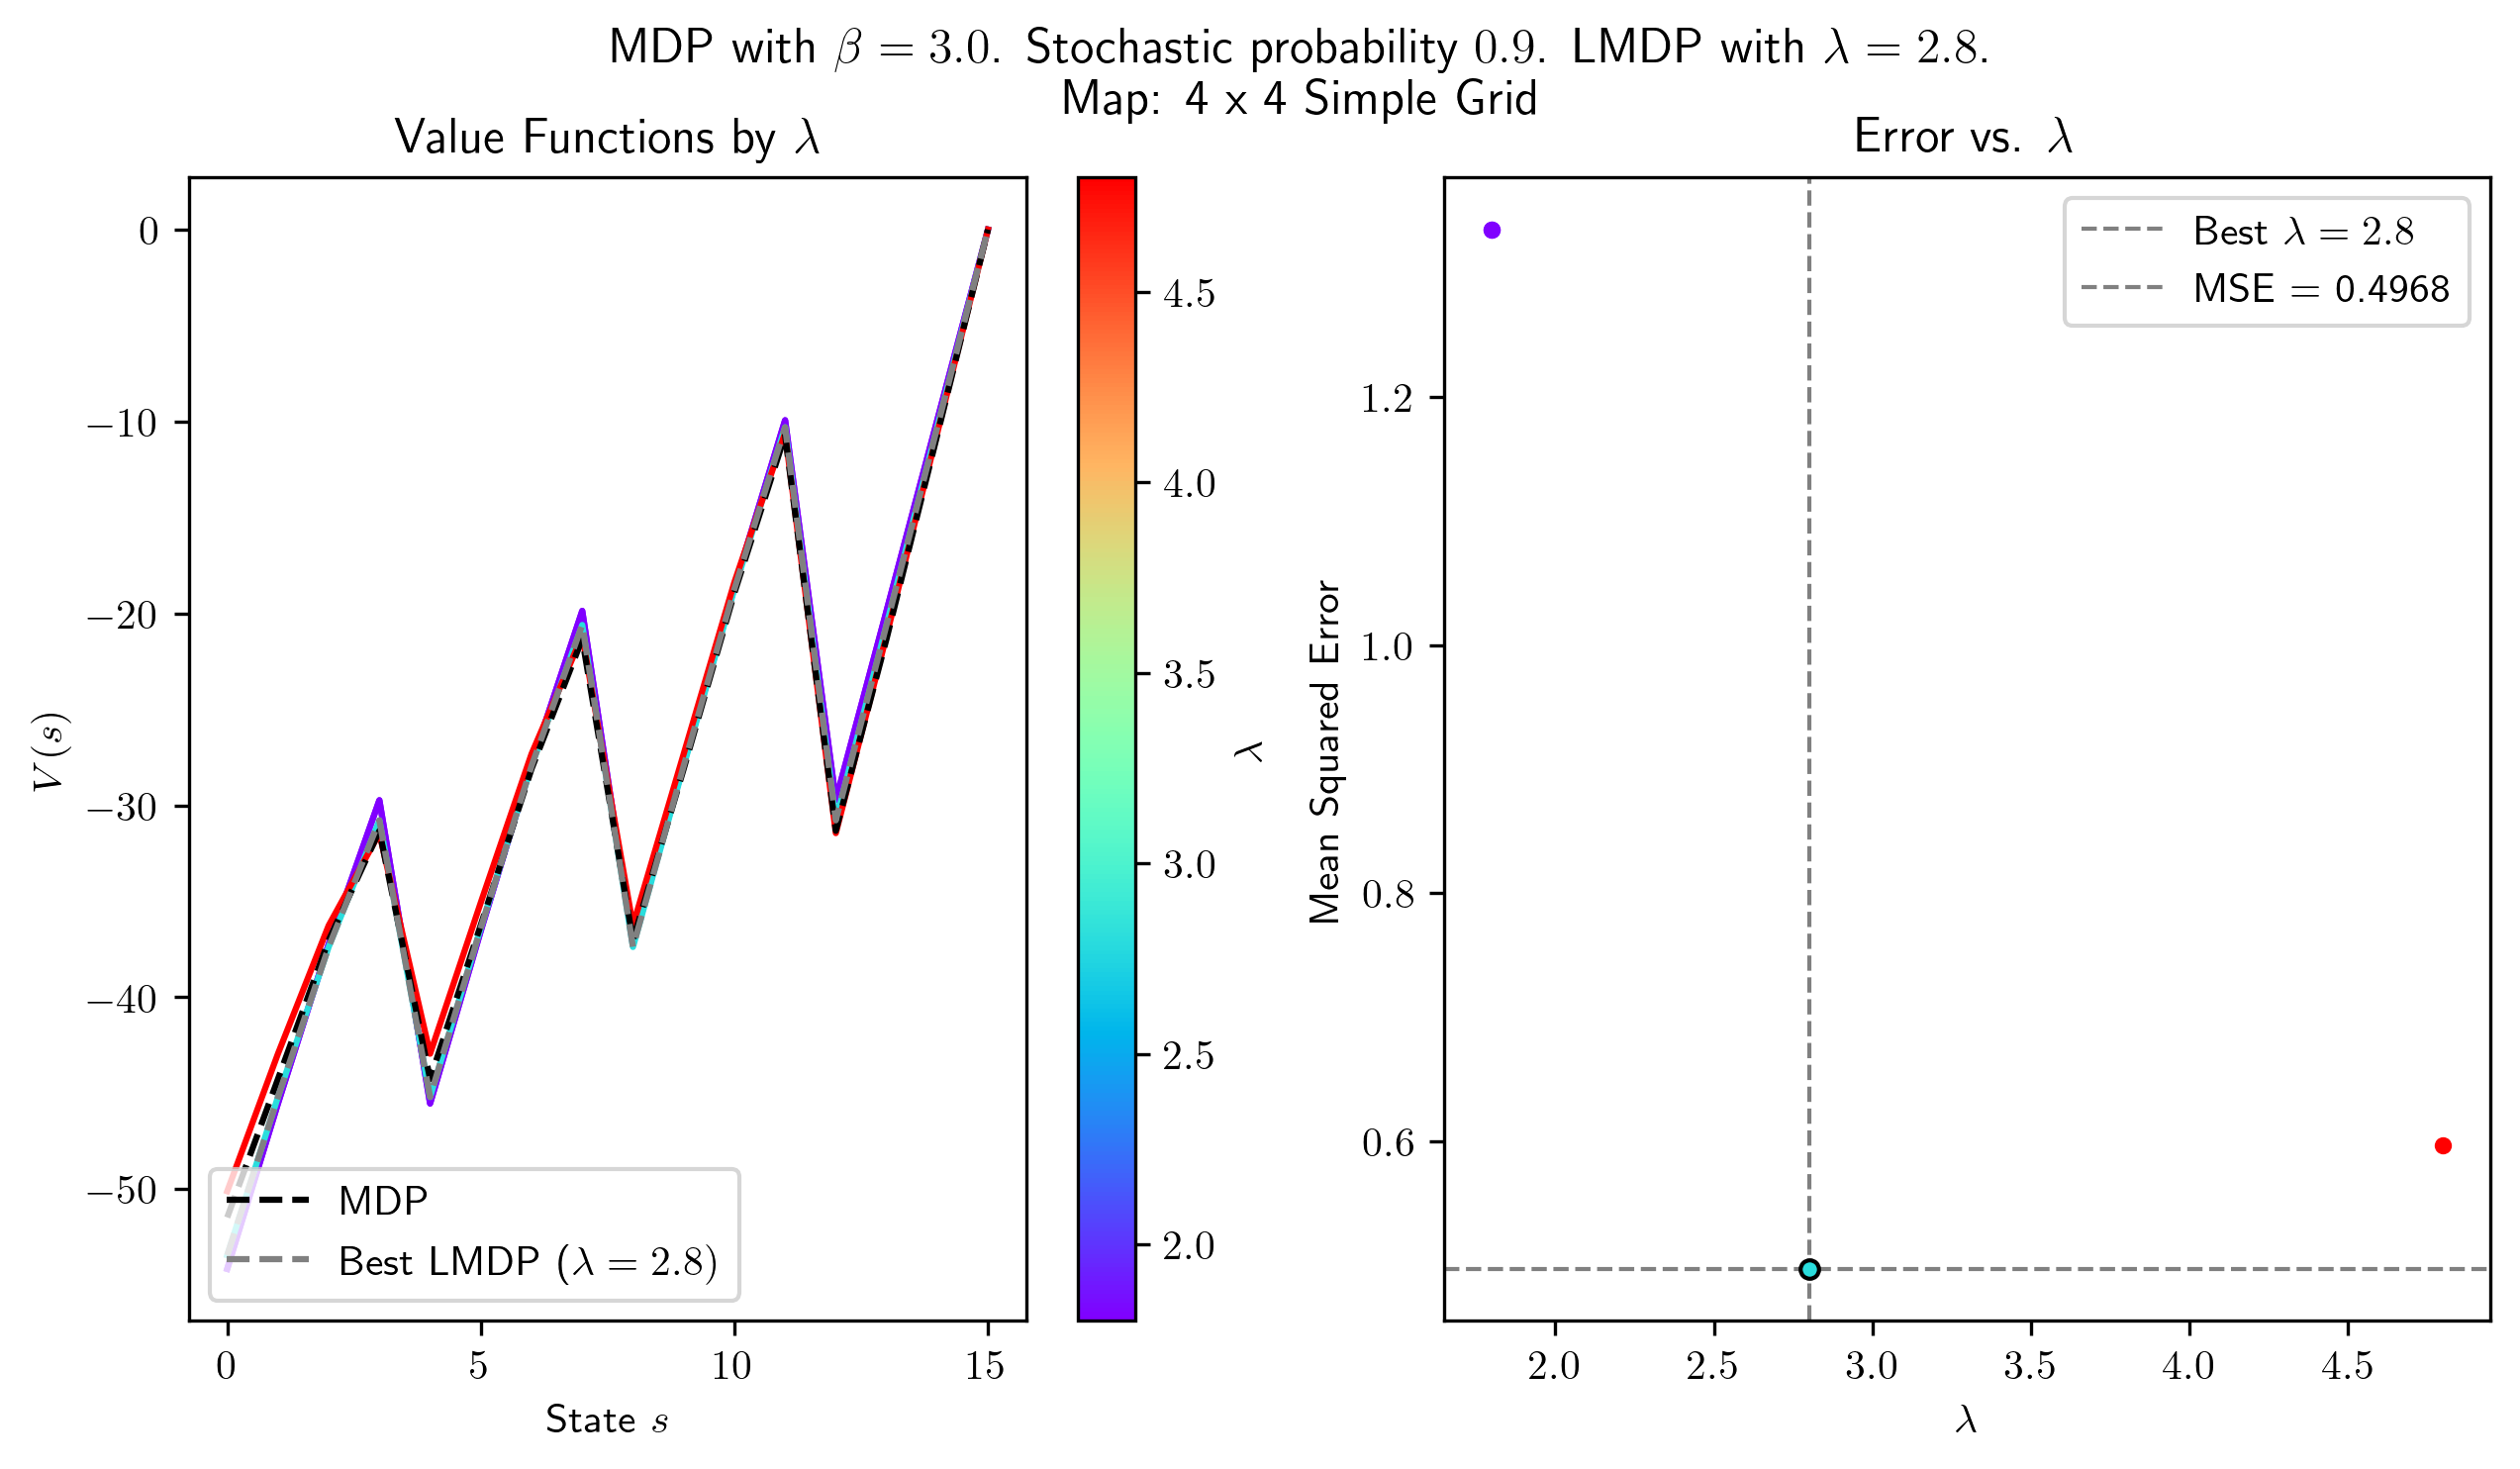 MDP with β = 3.0. Stochastic probability 0.9. LMDP with λ = 2.8.
Map: 4 x 4 Simple Grid
Value Functions by λ
0
−10
−20
−30
−40
−50
V(s)
0
5
10
15
State s
MDP
Best LMDP (λ = 2.8)
4.5
4.0
3.5
3.0
2.5
2.0
λ
Error vs. λ
Best λ = 2.8
MSE = 0.4968
1.2
1.0
0.8
0.6
Mean Squared Error
2.0
2.5
3.0
3.5
4.0
4.5
λ